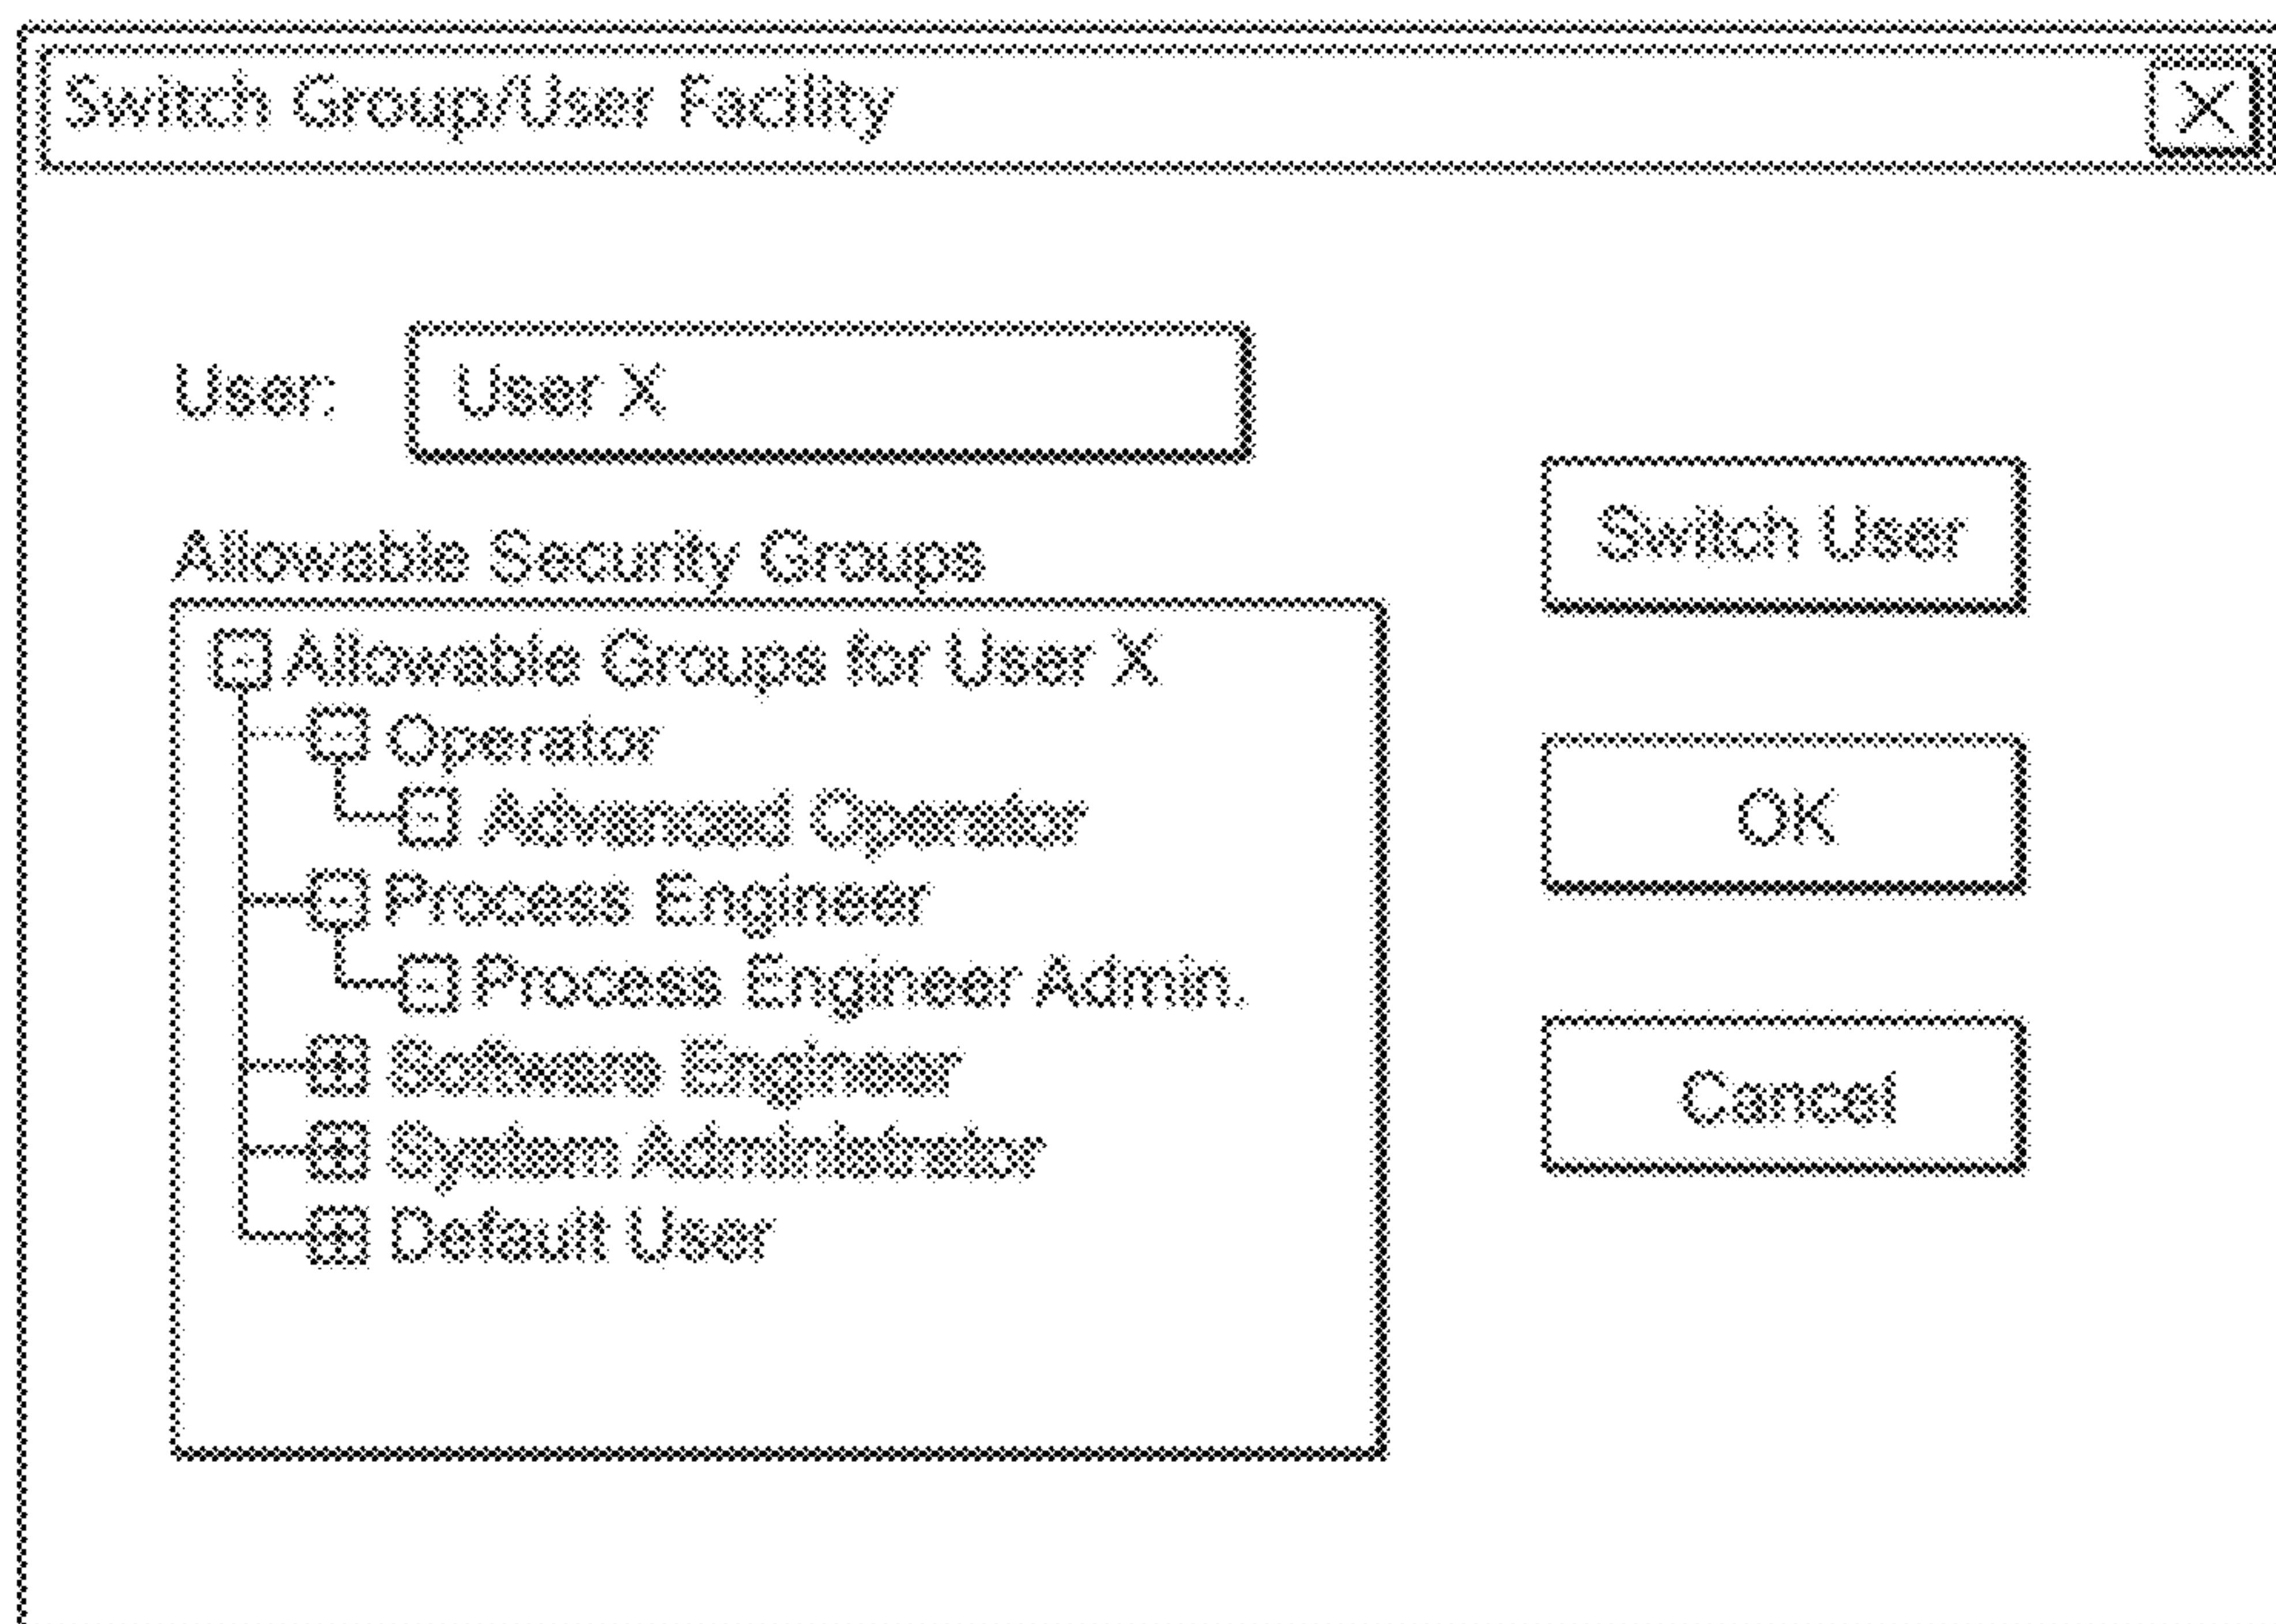 Switch Group/User Facility
User: User X
Allowable Security Groups
Allowable Groups for User X
Operator
Advanced Operator
Process Engineer
Process Engineer Admin.
Software Engineer
System Administrator
Default User
Switch User
OK
Cancel